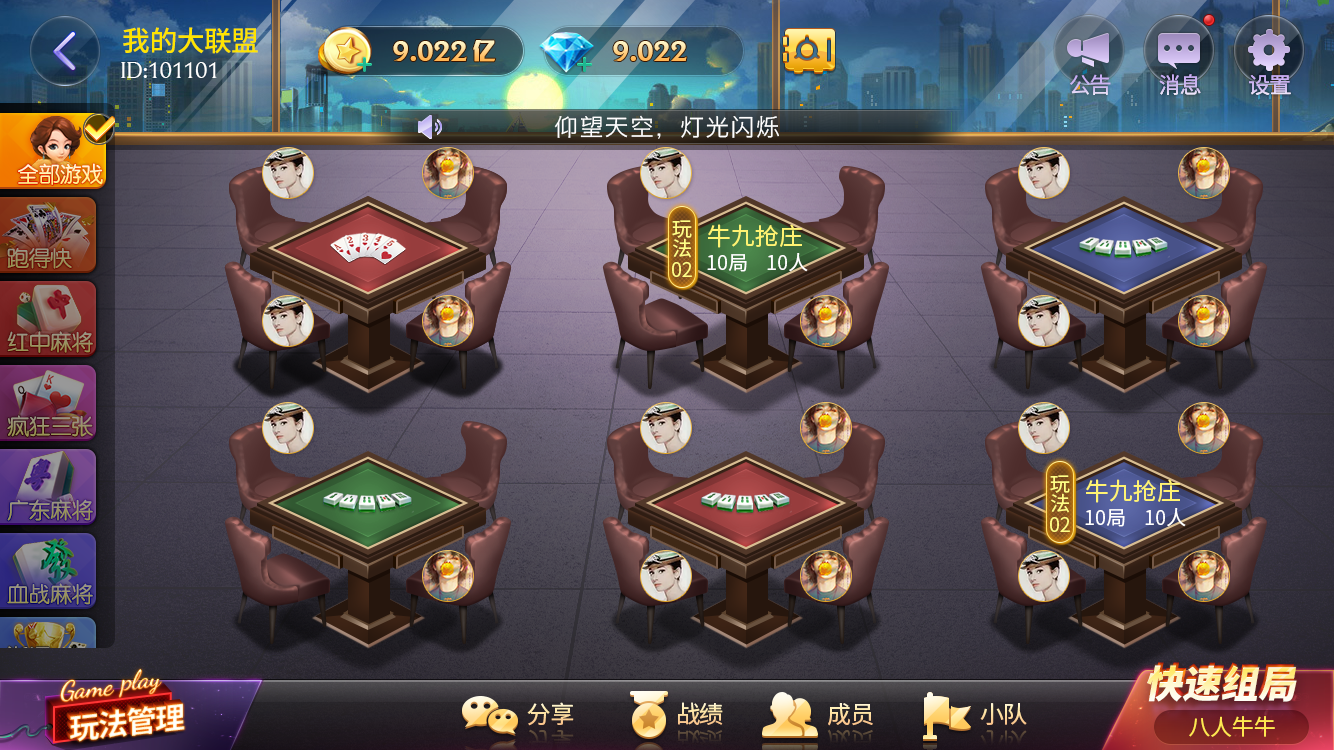 我的大联盟
ID:101101
9.022亿
9.022
公告
消息
设置
仰望天空，灯光闪烁
全部游戏
跑得快
红中麻将
疯狂三张
广东麻将
血战麻将
玩法02
牛九抢庄
10局 10人
玩法02
牛九抢庄
10局 10人
Game play
玩法管理
分享
战绩
成员
小队
快速组局
八人牛牛